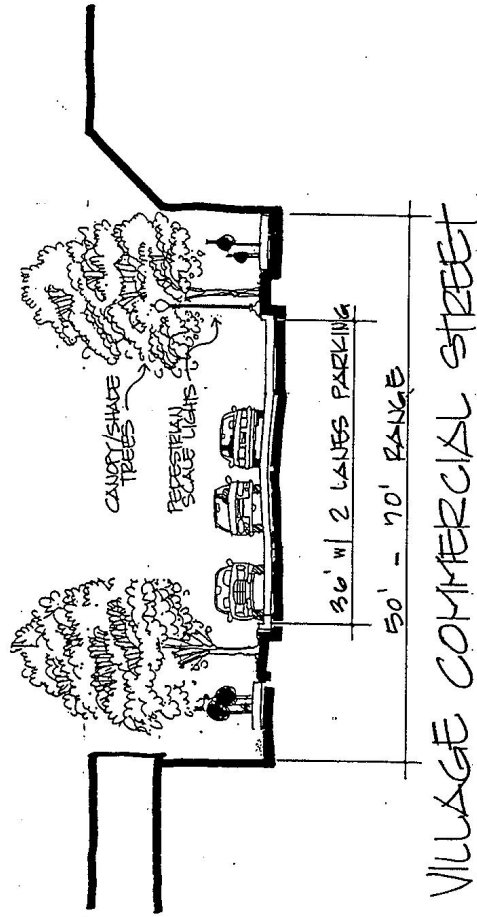 CANOPY/SHADE
TREES
PEDESTRIAN
SCALE LIGHTS
36' W/ 2 LANES PARKING
50' - 70' RANGE
VILLAGE COMMERCIAL STREET